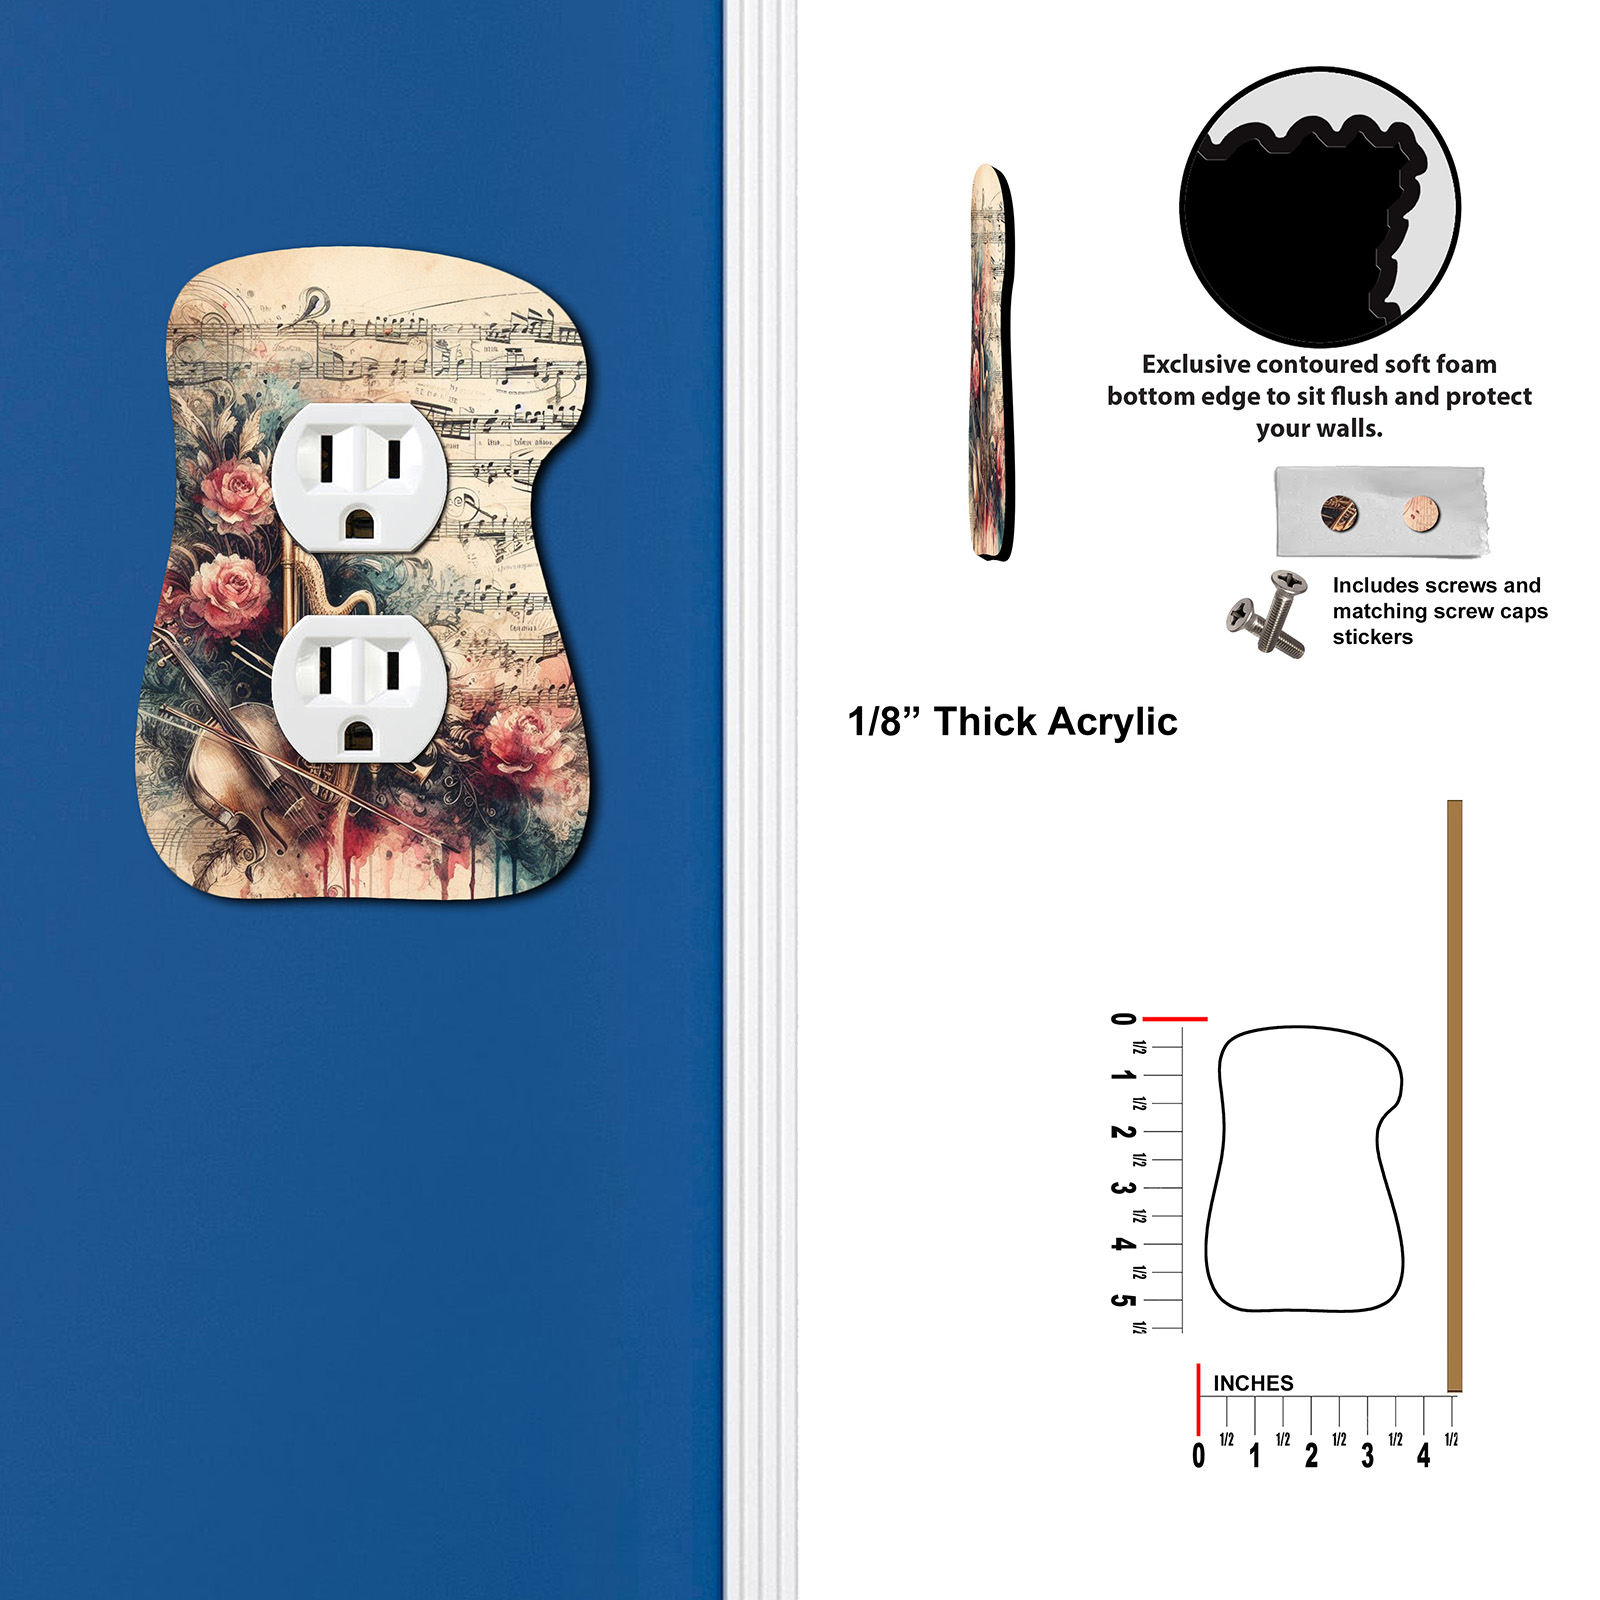 Exclusive contoured soft foam
bottom edge to sit flush and protect
your walls.
Includes screws and
matching screw caps
stickers
1/8” Thick Acrylic
0
1/2
1
1/2
2
1/2
3
1/2
4
1/2
5
1/2
INCHES
0 1/2 1 1/2 2 1/2 3 1/2 4 1/2